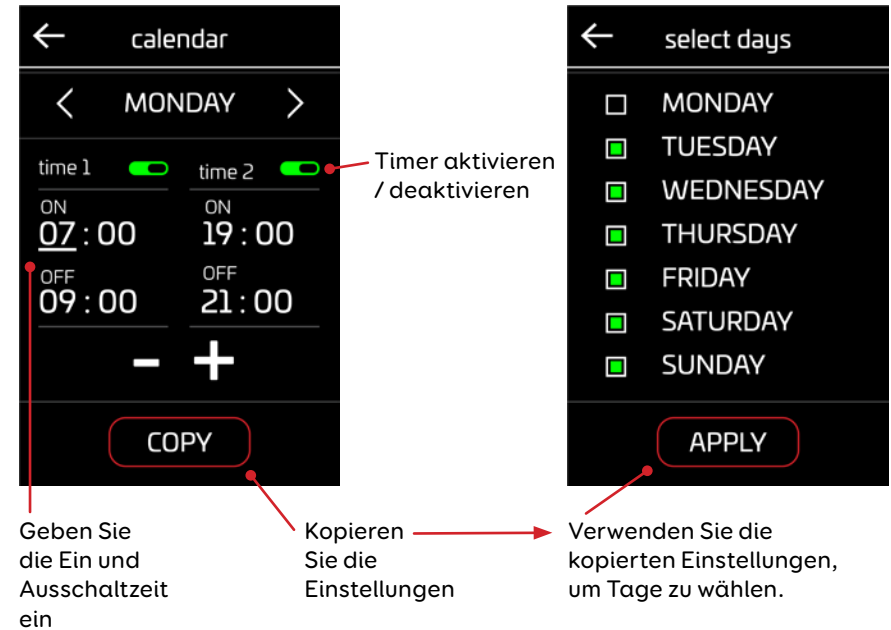 calendar
MONDAY
time 1
time 2
ON
07 : 00
ON
19 : 00
OFF
09 : 00
OFF
21 : 00
- +
COPY
Timer aktivieren
/ deaktivieren
select days
MONDAY
TUESDAY
WEDNESDAY
THURSDAY
FRIDAY
SATURDAY
SUNDAY
APPLY
Geben Sie
die Ein und
Ausschaltzeit
ein
Kopieren
Sie die
Einstellungen
Verwenden Sie die
kopierten Einstellungen,
um Tage zu wählen.